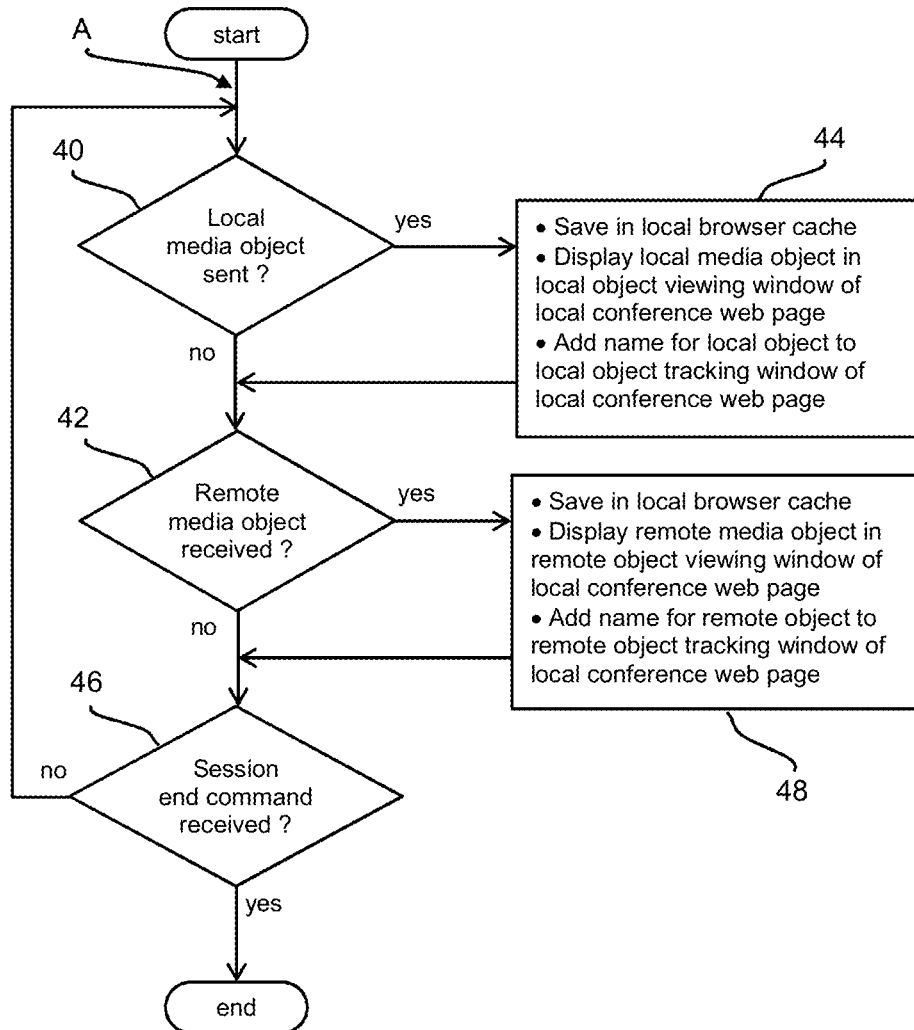 start
A
40
Local
media object
sent ?
yes
no
44
• Save in local browser cache
• Display local media object in
local object viewing window of
local conference web page
• Add name for local object to
local object tracking window of
local conference web page
42
Remote
media object
received ?
yes
no
• Save in local browser cache
• Display remote media object in
remote object viewing window of
local conference web page
• Add name for remote object to
remote object tracking window of
local conference web page
48
46
Session
end command
received ?
no
yes
end